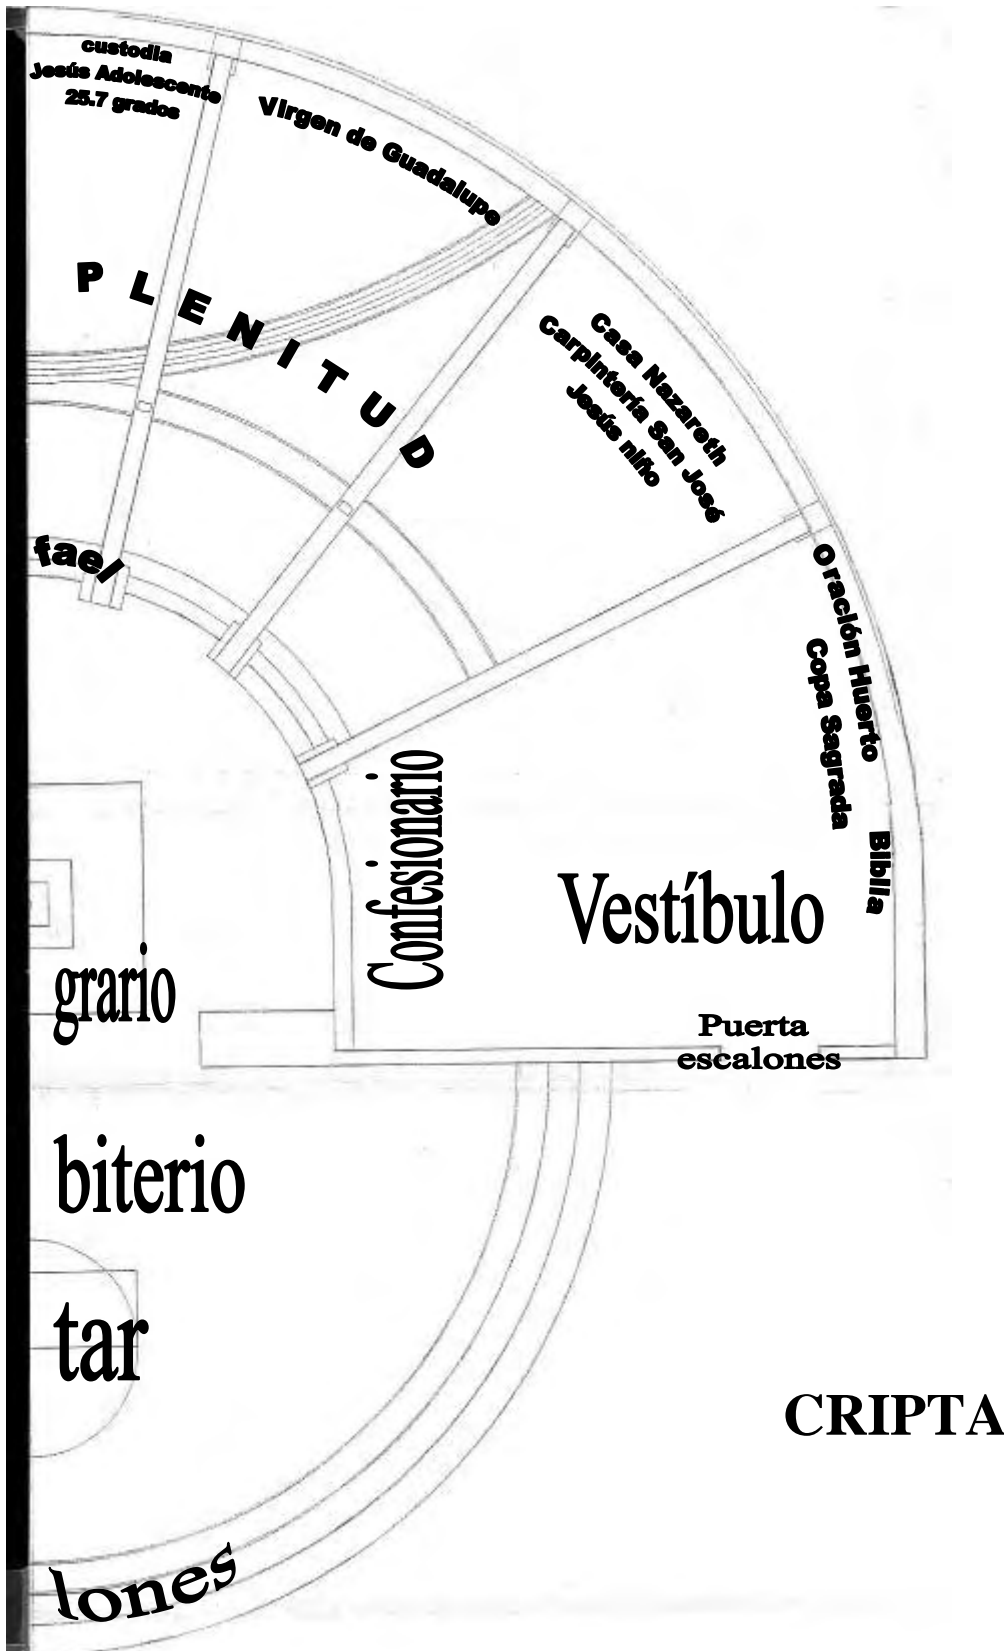 custodia
Jesús Adolescente
25.7 grados
Virgen de Guadalupe
PLENITUD
Casa Nazareth
Carpintería San José
Jesús niño
fael
Oración Huerto
Copa Sagrada
Biblia
Confesionario
Vestíbulo
grario
Puerta
escalones
biterio
tar
CRIPTA
lones